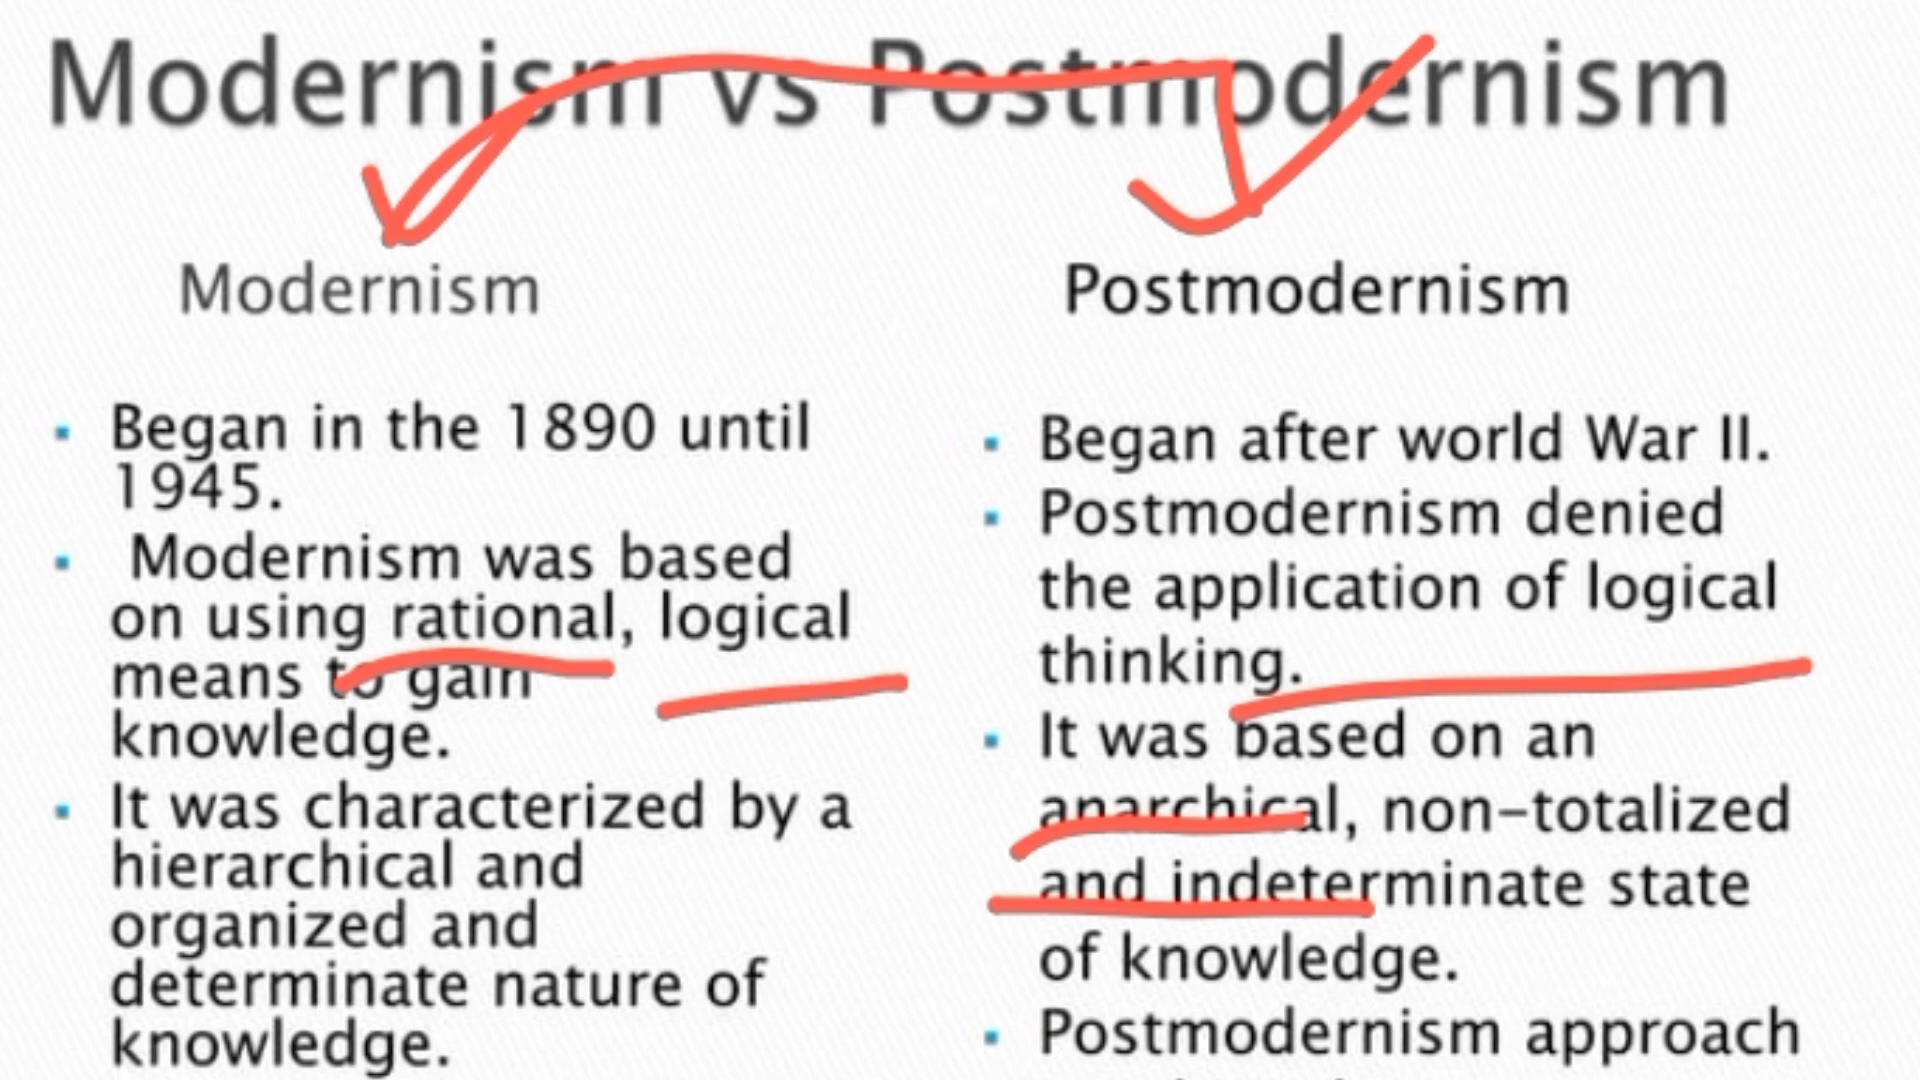 Modernism vs Postmodernism
Modernism
Began in the 1890 until
1945.
Modernism was based
on using rational, logical
means to gain
knowledge.
It was characterized by a
hierarchical and
organized and
determinate nature of
knowledge.
Postmodernism
Began after world War II.
Postmodernism denied
the application of logical
thinking.
It was based on an
anarchical, non-totalized
and indeterminate state
of knowledge.
Postmodernism approach